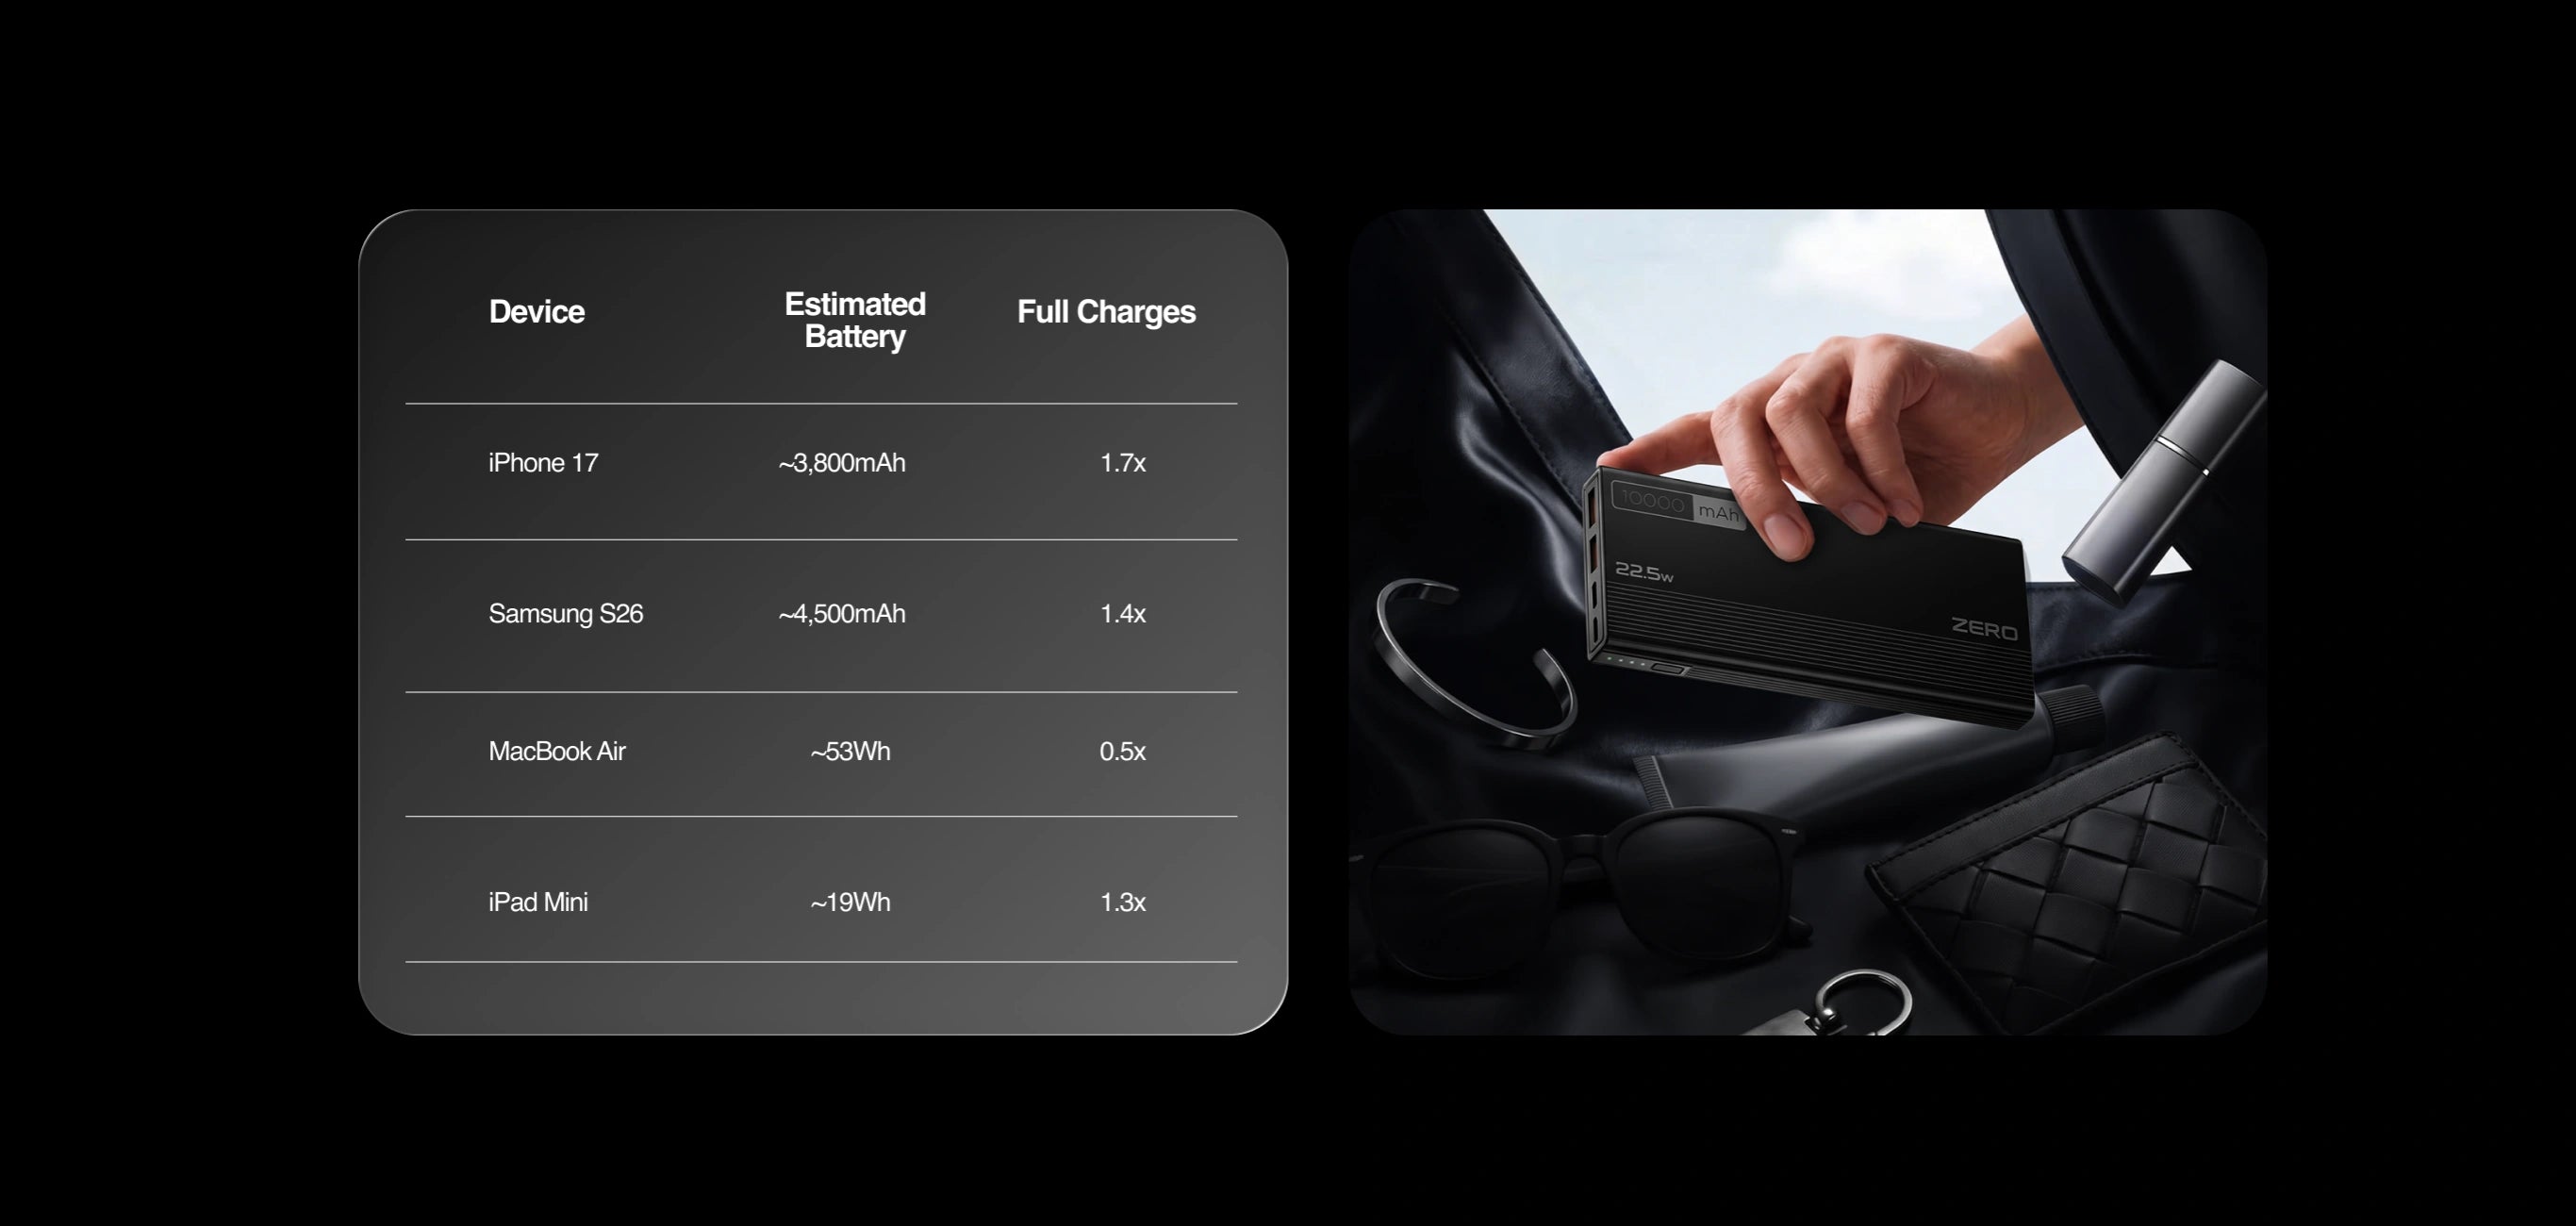 Device
Estimated
Battery
Full Charges
iPhone 17
~3,800mAh
1.7x
Samsung S26
~4,500mAh
1.4x
MacBook Air
~53Wh
0.5x
iPad Mini
~19Wh
1.3x
10000 mAh
22.5w
ZERO